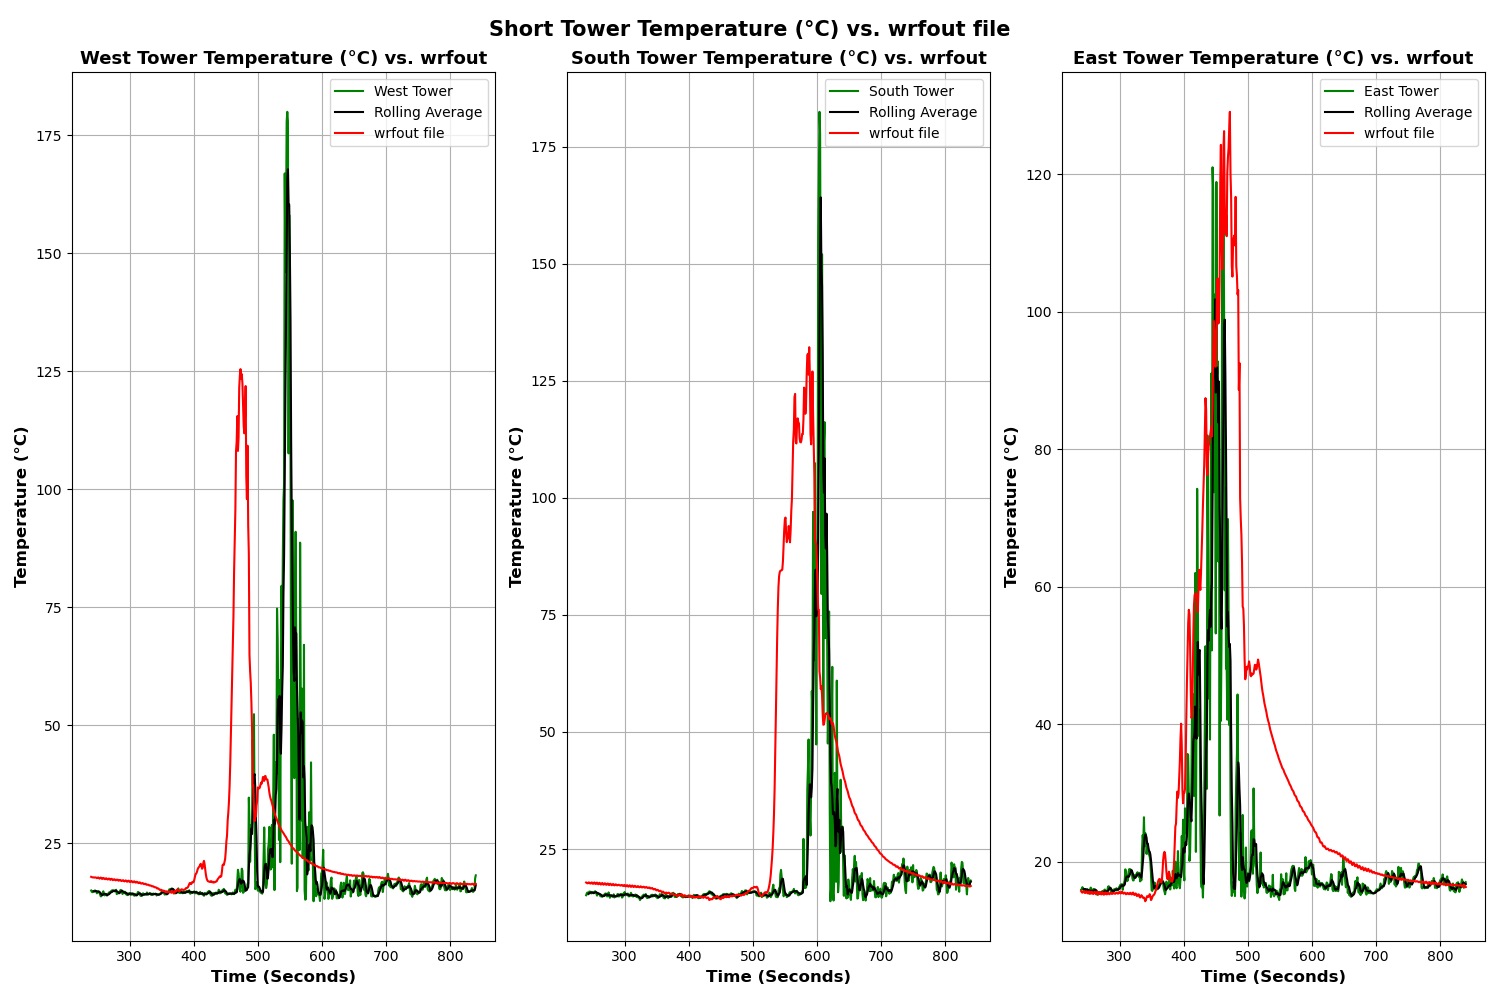 Short Tower Temperature (°C) vs. wrfout file
West Tower Temperature (°C) vs. wrfout
West Tower
Rolling Average
wrfout file
175
150
125
100
75
50
25
Temperature (°C)
300 400 500 600 700 800
Time (Seconds)
South Tower Temperature (°C) vs. wrfout
South Tower
Rolling Average
wrfout file
175
150
125
100
75
50
25
Temperature (°C)
300 400 500 600 700 800
Time (Seconds)
East Tower Temperature (°C) vs. wrfout
East Tower
Rolling Average
wrfout file
120
100
80
60
40
20
Temperature (°C)
300 400 500 600 700 800
Time (Seconds)